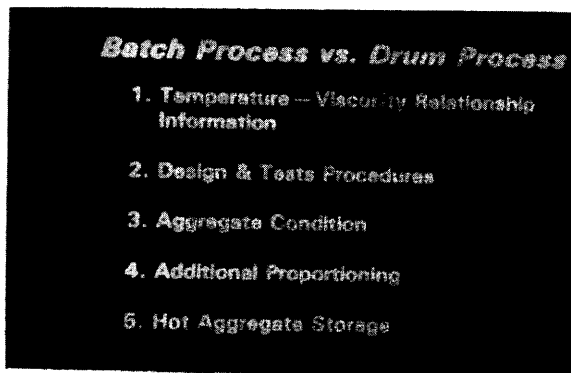 Batch Process vs. Drum Process
1. Temperature – Viscosity Relationship
Information
2. Design & Tests Procedures
3. Aggregate Condition
4. Additional Proportioning
5. Hot Aggregate Storage